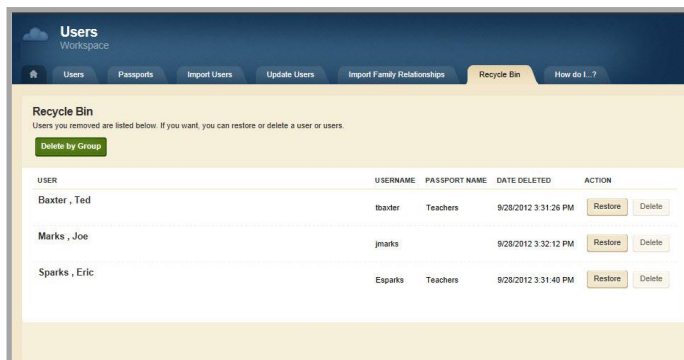 Users
Workspace
Users Passports Import Users Update Users Import Family Relationships Recycle Bin How do I...?
Recycle Bin
Users you removed are listed below. If you want, you can restore or delete a user or users.
Delete by Group
USER USERNAME PASSPORT NAME DATE DELETED ACTION
Baxter , Ted tbaxter Teachers 9/28/2012 3:31:26 PM Restore Delete
Marks , Joe jmarks 9/28/2012 3:32:12 PM Restore Delete
Sparks , Eric Esparks Teachers 9/28/2012 3:31:40 PM Restore Delete